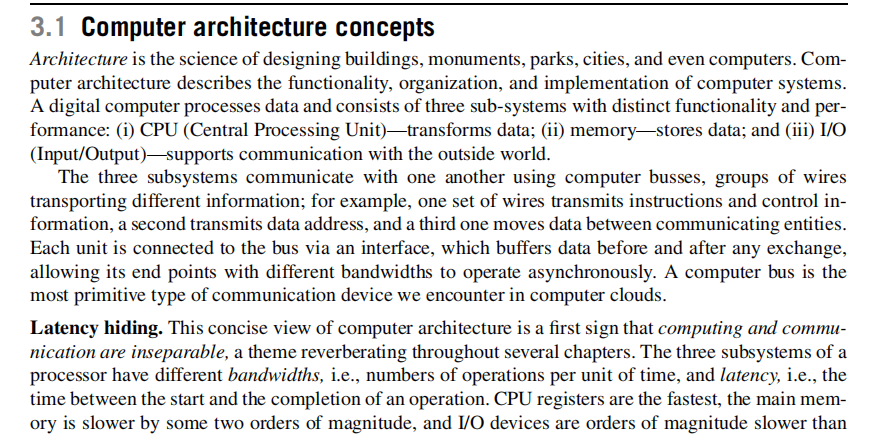 3.1 Computer architecture concepts
Architecture is the science of designing buildings, monuments, parks, cities, and even computers. Com-
puter architecture describes the functionality, organization, and implementation of computer systems.
A digital computer processes data and consists of three sub-systems with distinct functionality and per-
formance: (i) CPU (Central Processing Unit)—transforms data; (ii) memory—stores data; and (iii) I/O
(Input/Output)—supports communication with the outside world.
The three subsystems communicate with one another using computer busses, groups of wires
transporting different information; for example, one set of wires transmits instructions and control in-
formation, a second transmits data address, and a third one moves data between communicating entities.
Each unit is connected to the bus via an interface, which buffers data before and after any exchange,
allowing its end points with different bandwidths to operate asynchronously. A computer bus is the
most primitive type of communication device we encounter in computer clouds.
Latency hiding. This concise view of computer architecture is a first sign that computing and commu-
nication are inseparable, a theme reverberating throughout several chapters. The three subsystems of a
processor have different bandwidths, i.e., numbers of operations per unit of time, and latency, i.e., the
time between the start and the completion of an operation. CPU registers are the fastest, the main mem-
ory is slower by some two orders of magnitude, and I/O devices are orders of magnitude slower than